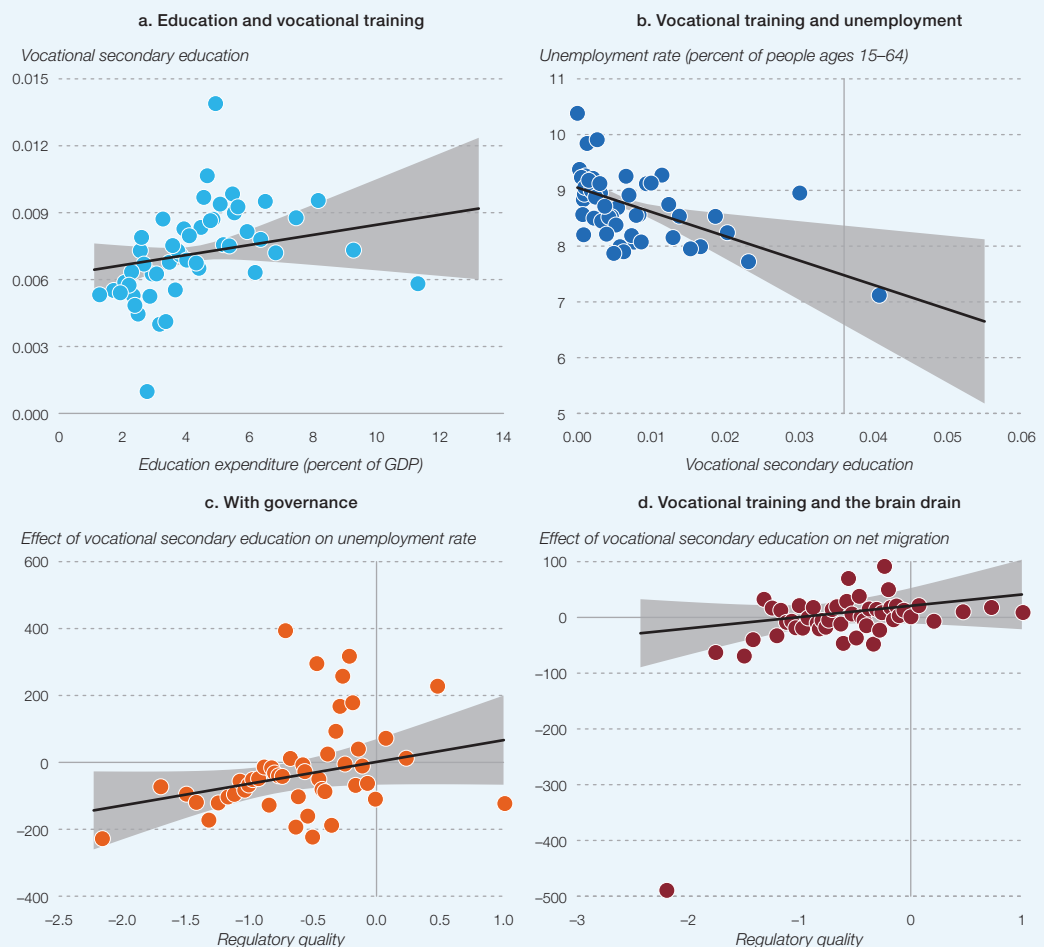 a. Education and vocational training
Vocational secondary education
0.015
0.012
0.009
0.006
0.003
0.000
0 2 4 6 8 10 12 14
Education expenditure (percent of GDP)
b. Vocational training and unemployment
Unemployment rate (percent of people ages 15–64)
11
10
9
8
7
6
5
0.00 0.01 0.02 0.03 0.04 0.05 0.06
Vocational secondary education
c. With governance
Effect of vocational secondary education on unemployment rate
600
400
200
0
–200
–400
–2.5 –2.0 –1.5 –1.0 –0.5 0.0 0.5 1.0
Regulatory quality
d. Vocational training and the brain drain
Effect of vocational secondary education on net migration
100
0
–100
–200
–300
–400
–500
–3 –2 –1 0 1
Regulatory quality